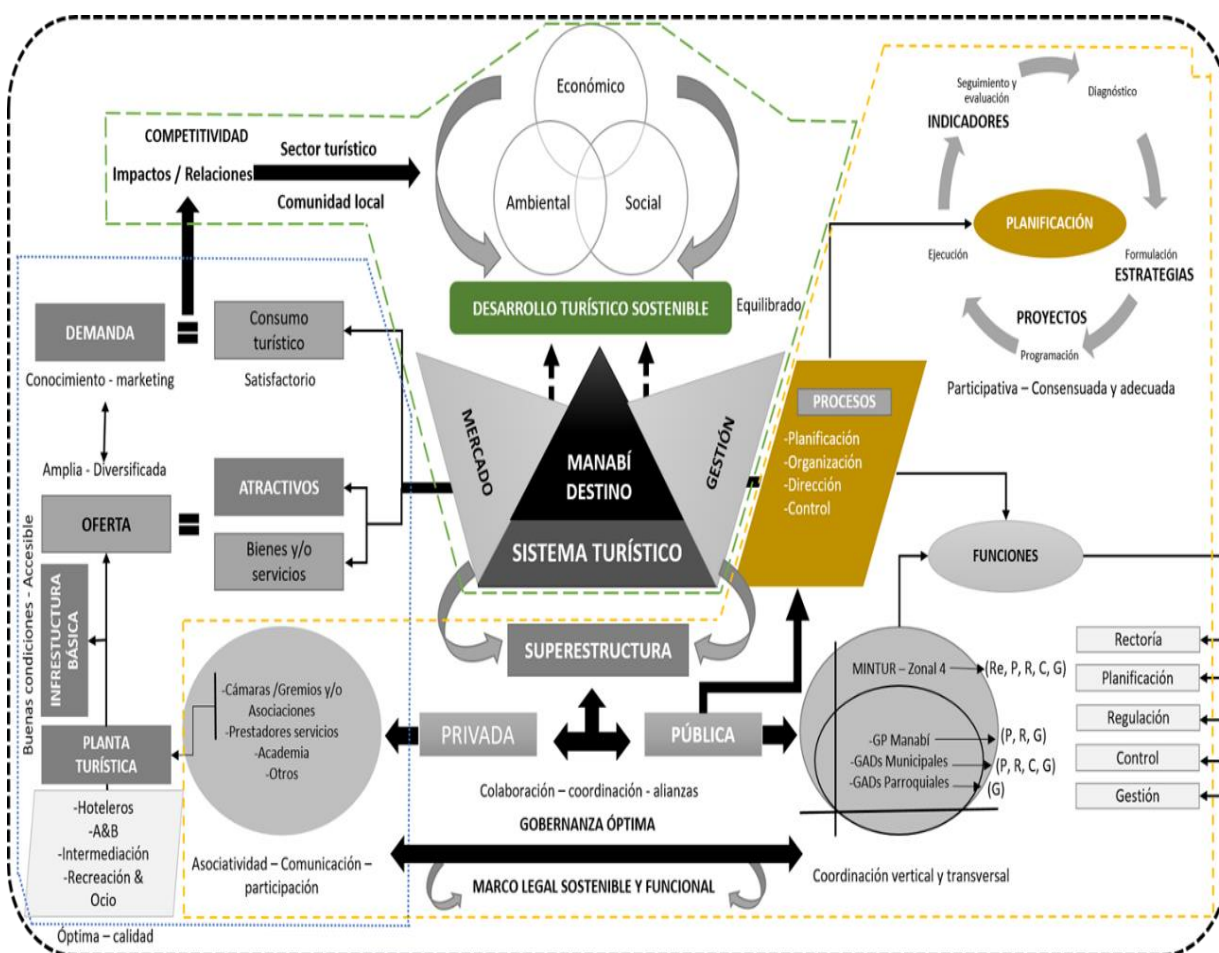 Económico
Ambiental
Social
COMPETITIVIDAD
Impactos / Relaciones
Sector turístico
Comunidad local
DESARROLLO TURÍSTICO SOSTENIBLE
Equilibrado
Seguimiento y
evaluación
INDICADORES
Diagnóstico
PLANIFICACIÓN
Ejecución
Formulación
ESTRATEGIAS
PROYECTOS
Programación
Participativa – Consensuada y adecuada
DEMANDA
Conocimiento - marketing
Consumo
turístico
Satisfactorio
Amplia - Diversificada
OFERTA
ATRACTIVOS
Bienes y/o
servicios
Buenas condiciones - Accesible
INFRESTUCTURA
BÁSICA
PLANTA
TURÍSTICA
-Hoteleros
-A&B
-Intermediación
-Recreación &
Ocio
Óptima – calidad
MERCADO
MANABÍ
DESTINO
GESTIÓN
SISTEMA TURÍSTICO
PROCESOS
-Planificación
-Organización
-Dirección
-Control
FUNCIONES
Rectoría
Planificación
Regulación
Control
Gestión
SUPERESTRUCTURA
PRIVADA
PÚBLICA
-Cámaras /Gremios y/o
Asociaciones
-Prestadores servicios
-Academia
-Otros
Asociatividad – Comunicación –
participación
Colaboración – coordinación - alianzas
GOBERNANZA ÓPTIMA
MARCO LEGAL SOSTENIBLE Y FUNCIONAL
MINTUR – Zonal 4
(Re, P, R, C, G)
-GP Manabí
(P, R, G)
-GADs Municipales
(P, R, C, G)
-GADs Parroquiales
(G)
Coordinación vertical y transversal